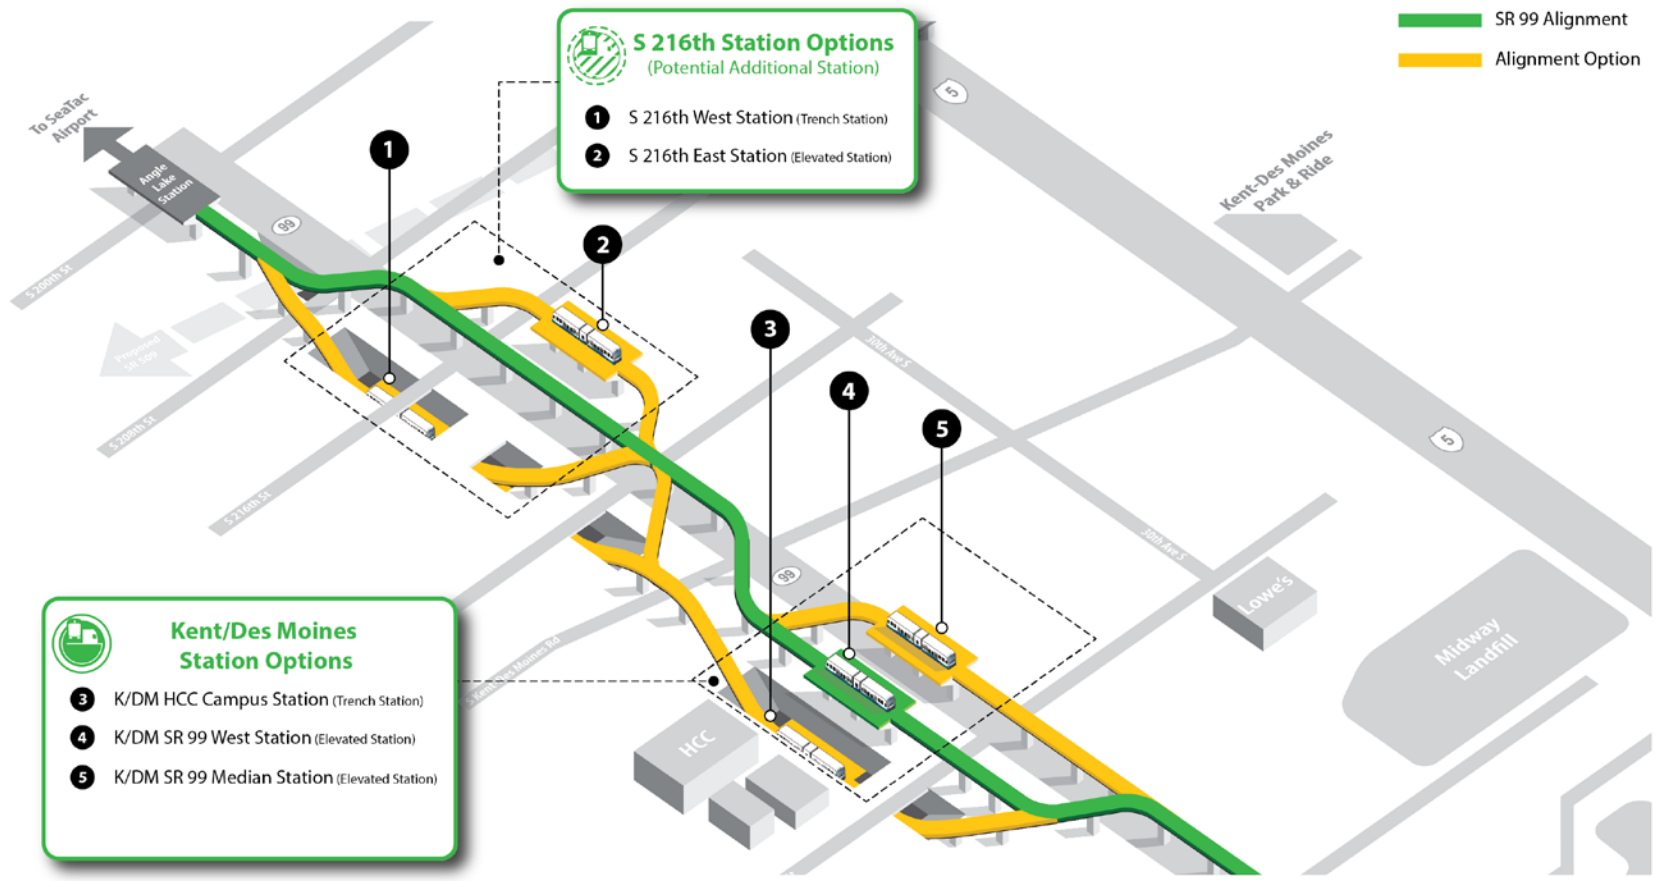 S 216th Station Options
(Potential Additional Station)
1 S 216th West Station (Trench Station)
2 S 216th East Station (Elevated Station)
SR 99 Alignment
Alignment Option
To SeaTac
Airport
Angle
Lake
Station
99
5
Kent-Des Moines
Park & Ride
1
2
3
4
5
S 200th St
Proposed
SR 509
S 208th St
S 216th St
30th Ave S
30th Ave S
5
99
Lowe's
Midway
Landfill
S Kent-Des Moines Rd
HCC
Kent/Des Moines
Station Options
3 K/DM HCC Campus Station (Trench Station)
4 K/DM SR 99 West Station (Elevated Station)
5 K/DM SR 99 Median Station (Elevated Station)